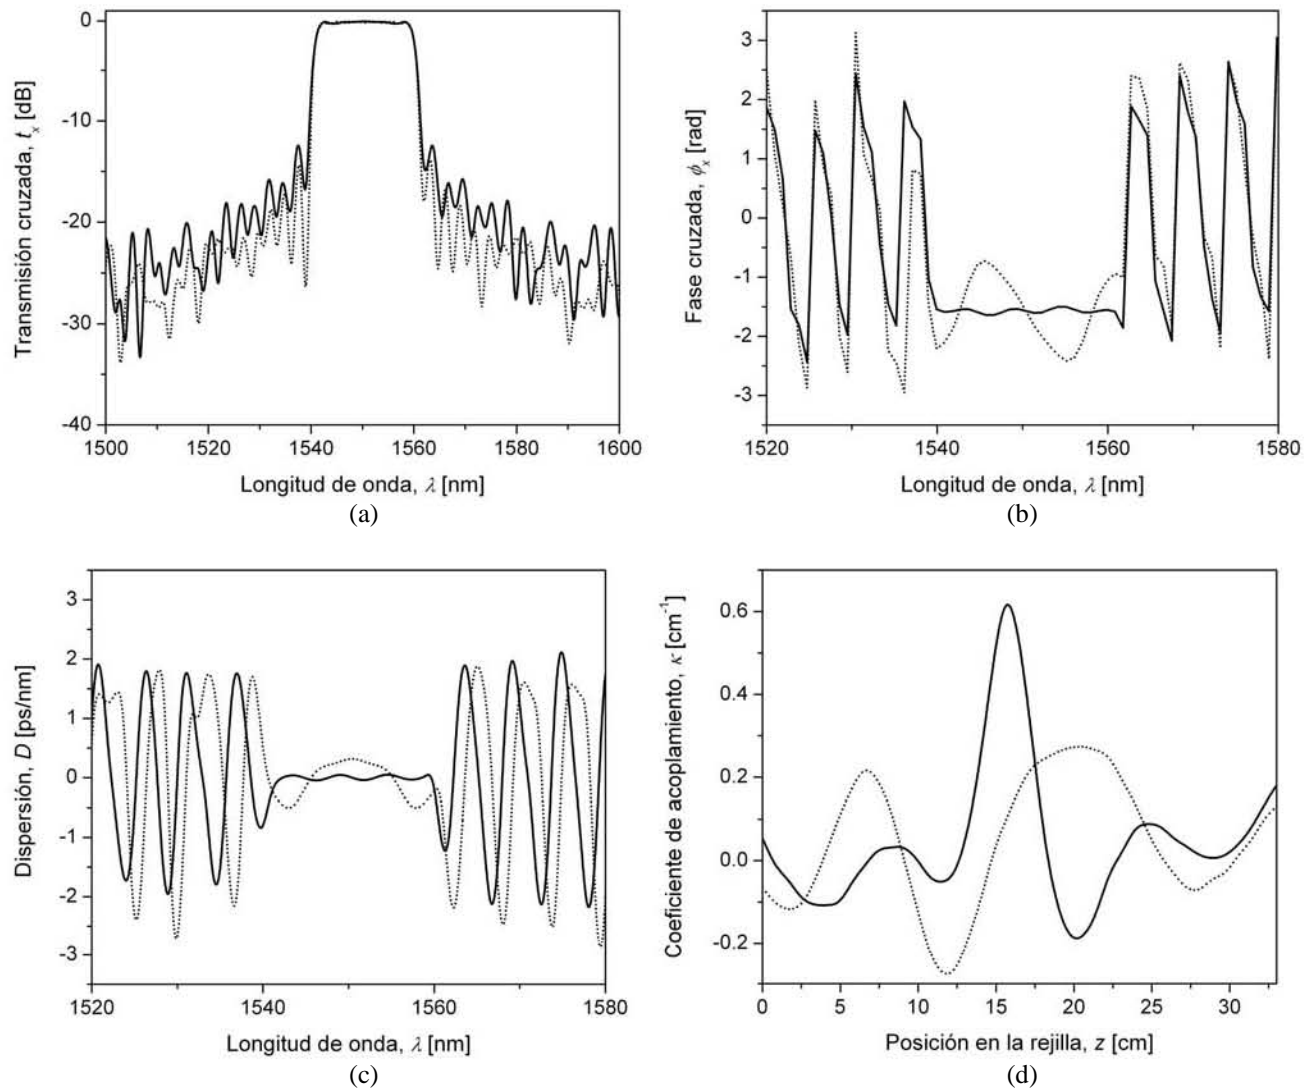 0
-10
-20
-30
-40
1500 1520 1540 1560 1580 1600
Transmisión cruzada, t_x [dB]
Longitud de onda, λ [nm]
(a)
3
2
1
0
-1
-2
-3
1520 1540 1560 1580
Fase cruzada, ϕ_x [rad]
Longitud de onda, λ [nm]
(b)
3
2
1
0
-1
-2
-3
1520 1540 1560 1580
Dispersión, D [ps/nm]
Longitud de onda, λ [nm]
(c)
0.6
0.4
0.2
0.0
-0.2
0 5 10 15 20 25 30
Coeficiente de acoplamiento, κ [cm⁻¹]
Posición en la rejilla, z [cm]
(d)